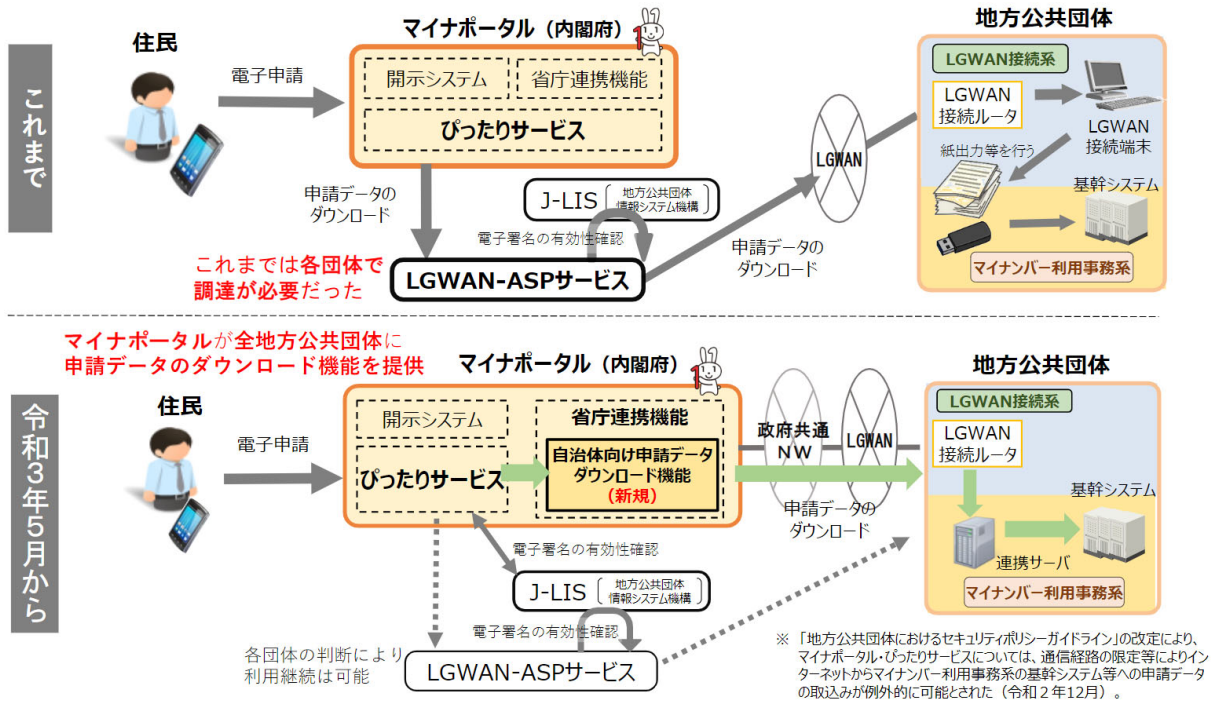 これまで
住民
電子申請
マイナポータル（内閣府）
開示システム
省庁連携機能
ぴったりサービス
申請データの
ダウンロード
J-LIS
地方公共団体
情報システム機構
電子署名の有効性確認
これまでは各団体で
調達が必要だった
LGWAN-ASPサービス
申請データの
ダウンロード
LGWAN
地方公共団体
LGWAN接続系
LGWAN
接続ルータ
LGWAN
接続端末
紙出力等を行う
基幹システム
マイナンバー利用事務系
令和３年５月から
マイナポータルが全地方公共団体に
申請データのダウンロード機能を提供
住民
電子申請
マイナポータル（内閣府）
開示システム
ぴったりサービス
省庁連携機能
自治体向け申請データ
ダウンロード機能
（新規）
政府共通
NW
LGWAN
申請データの
ダウンロード
電子署名の有効性確認
J-LIS
地方公共団体
情報システム機構
電子署名の有効性確認
各団体の判断により
利用継続は可能
LGWAN-ASPサービス
地方公共団体
LGWAN接続系
LGWAN
接続ルータ
基幹システム
連携サーバ
マイナンバー利用事務系
※ 「地方公共団体におけるセキュリティポリシーガイドライン」の改定により、
マイナポータル・ぴったりサービスについては、通信経路の限定等によりイン
ターネットからマイナンバー利用事務系の基幹システム等への申請データ
の取込みが例外的に可能とされた（令和２年12月）。